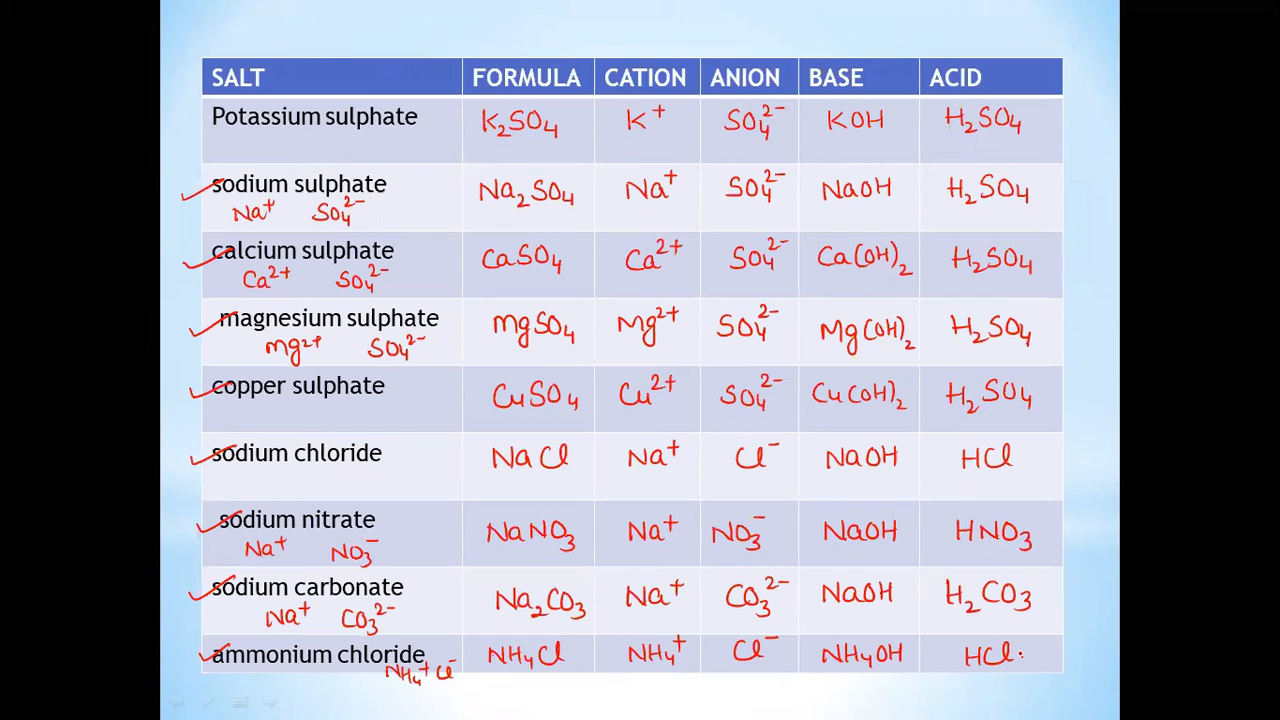 SALT FORMULA CATION ANION BASE ACID
Potassium sulphate K₂SO₄ K⁺ SO₄²⁻ KOH H₂SO₄
sodium sulphate Na₂SO₄ Na⁺ SO₄²⁻ NaOH H₂SO₄
Na⁺ SO₄²⁻
calcium sulphate CaSO₄ Ca²⁺ SO₄²⁻ Ca(OH)₂ H₂SO₄
Ca²⁺ SO₄²⁻
magnesium sulphate MgSO₄ Mg²⁺ SO₄²⁻ Mg(OH)₂ H₂SO₄
Mg²⁺ SO₄²⁻
copper sulphate CuSO₄ Cu²⁺ SO₄²⁻ Cu(OH)₂ H₂SO₄
sodium chloride NaCl Na⁺ Cl⁻ NaOH HCl
sodium nitrate NaNO₃ Na⁺ NO₃⁻ NaOH HNO₃
Na⁺ NO₃⁻
sodium carbonate Na₂CO₃ Na⁺ CO₃²⁻ NaOH H₂CO₃
Na⁺ CO₃²⁻
ammonium chloride NH₄Cl NH₄⁺ Cl⁻ NH₄OH HCl
NH₄⁺ Cl⁻